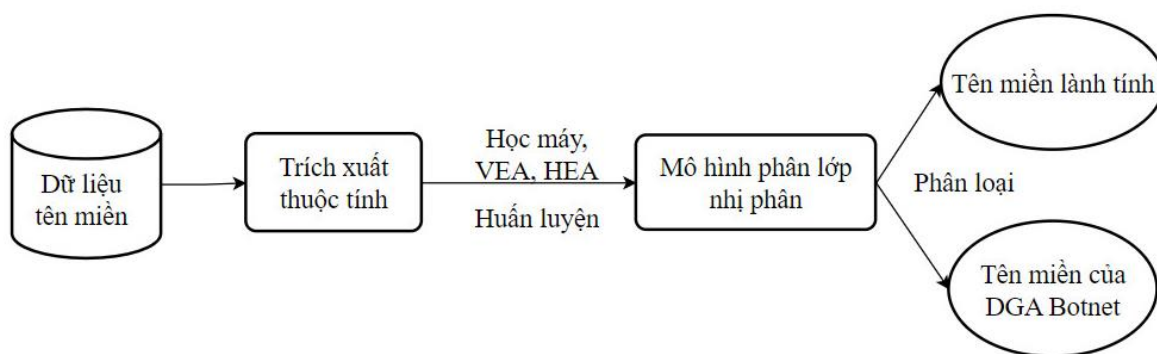 Dữ liệu
tên miền
Trích xuất
thuộc tính
Học máy,
VEA, HEA
Huấn luyện
Mô hình phân lớp
nhị phân
Phân loại
Tên miền lành tính
Tên miền của
DGA Botnet